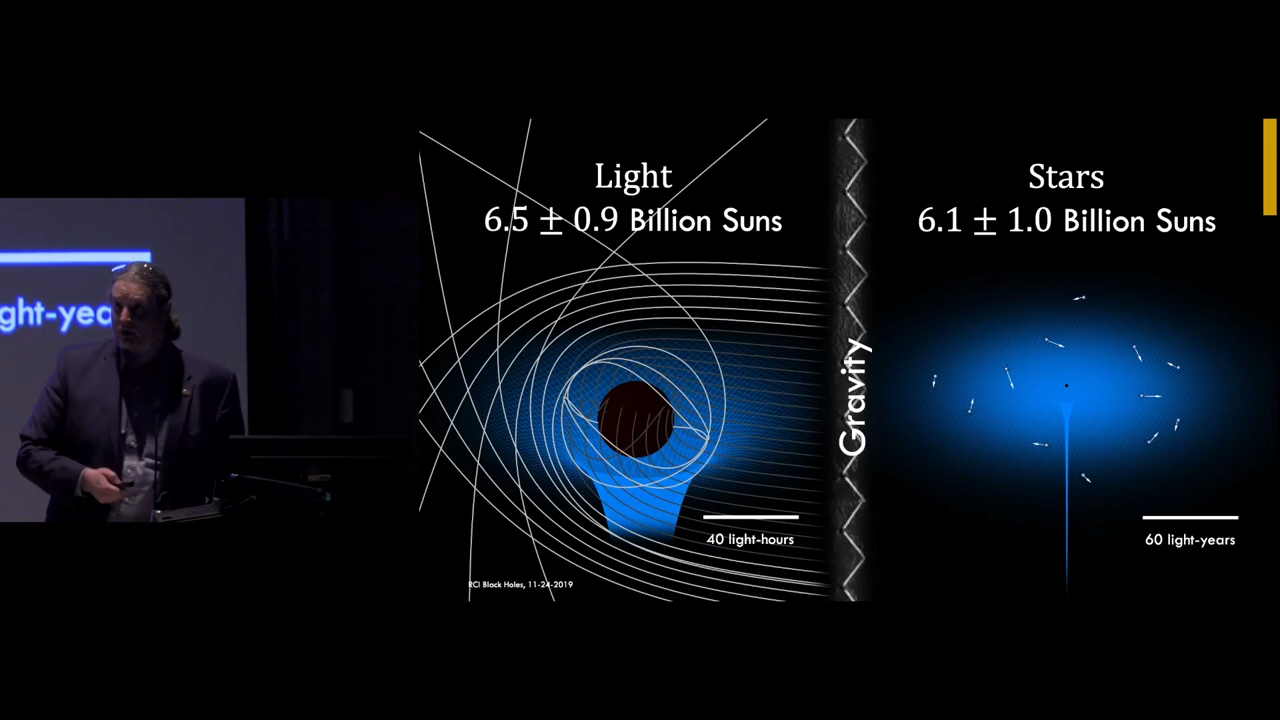 ght-yea
Light
6.5 ± 0.9 Billion Suns
40 light-hours
RCI Black Holes, 11-24-2019
Gravity
Stars
6.1 ± 1.0 Billion Suns
60 light-years